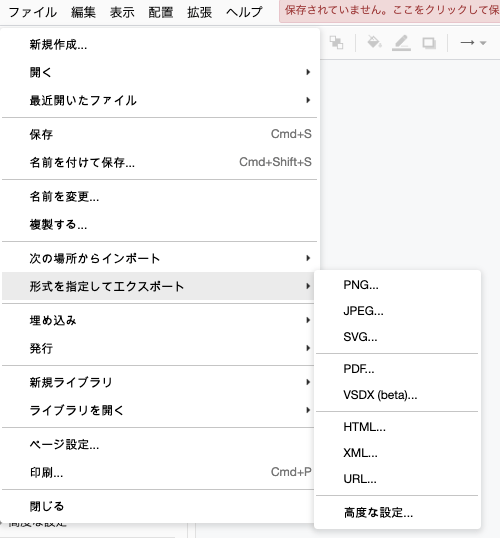 ファイル 編集 表示 配置 拡張 ヘルプ 保存されていません。ここをクリックして保
新規作成...
開く
最近開いたファイル
保存 Cmd+S
名前を付けて保存... Cmd+Shift+S
名前を変更...
複製する...
次の場所からインポート
形式を指定してエクスポート
埋め込み
発行
新規ライブラリ
ライブラリを開く
ページ設定...
印刷... Cmd+P
閉じる
PNG...
JPEG...
SVG...
PDF...
VSDX (beta)...
HTML...
XML...
URL...
高度な設定...
高度な設定